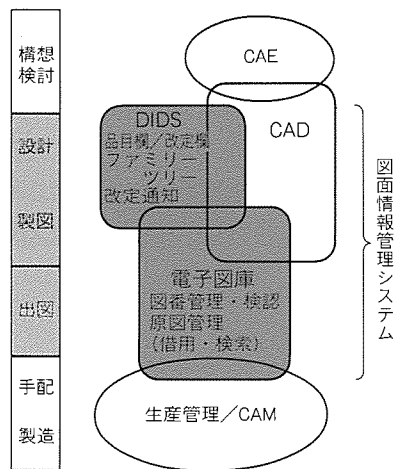 構想
検討
設計
製図
出図
手配
製造
CAE
CAD
DIDS
品目欄／改定欄
ファミリー
ツリー
改定通知
電子図庫
図番管理・検認
原図管理
（借用・検索）
生産管理／CAM
図面情報管理システム